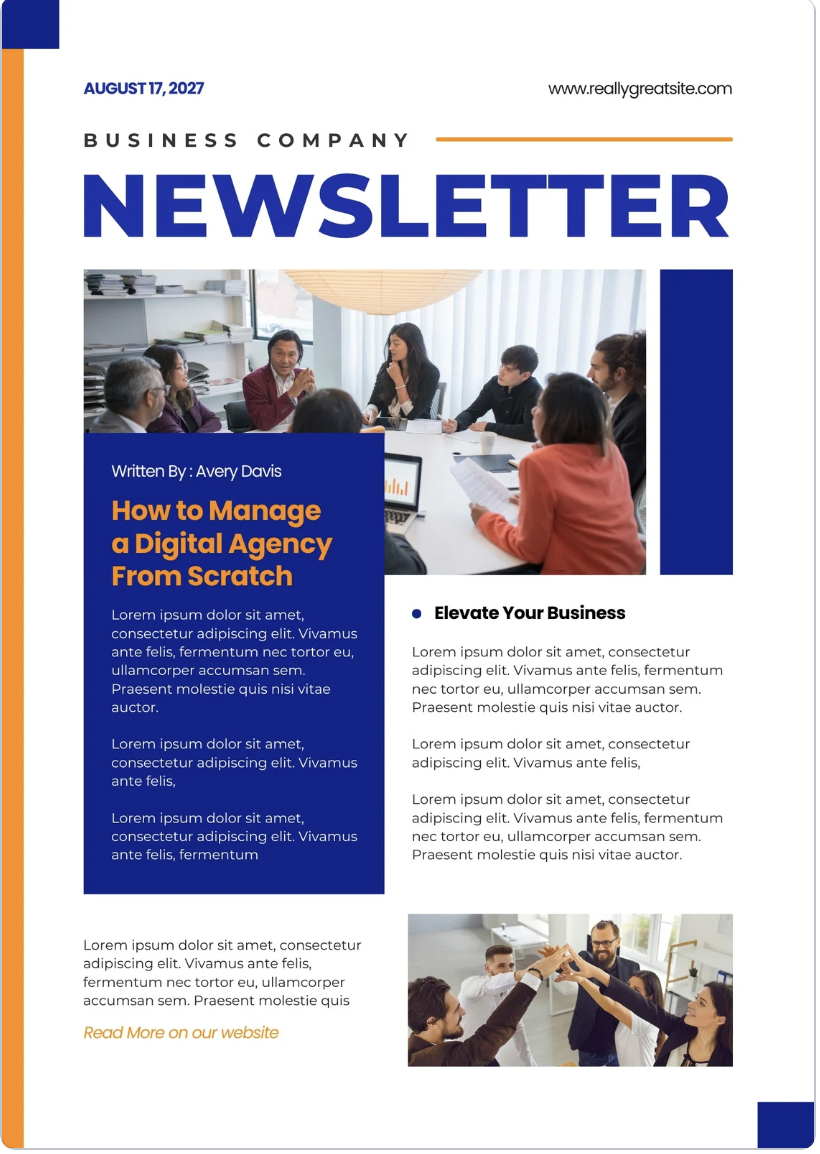 AUGUST 17, 2027
www.reallygreatsite.com
BUSINESS COMPANY
NEWSLETTER
Written By : Avery Davis
How to Manage
a Digital Agency
From Scratch
Lorem ipsum dolor sit amet,
consectetur adipiscing elit. Vivamus
ante felis, fermentum nec tortor eu,
ullamcorper accumsan sem.
Praesent molestie quis nisi vitae
auctor.
Lorem ipsum dolor sit amet,
consectetur adipiscing elit. Vivamus
ante felis,
Lorem ipsum dolor sit amet,
consectetur adipiscing elit. Vivamus
ante felis, fermentum
Elevate Your Business
Lorem ipsum dolor sit amet, consectetur
adipiscing elit. Vivamus ante felis, fermentum
nec tortor eu, ullamcorper accumsan sem.
Praesent molestie quis nisi vitae auctor.
Lorem ipsum dolor sit amet, consectetur
adipiscing elit. Vivamus ante felis,
Lorem ipsum dolor sit amet, consectetur
adipiscing elit. Vivamus ante felis, fermentum
nec tortor eu, ullamcorper accumsan sem.
Praesent molestie quis nisi vitae auctor.
Lorem ipsum dolor sit amet, consectetur
adipiscing elit. Vivamus ante felis,
fermentum nec tortor eu, ullamcorper
accumsan sem. Praesent molestie quis
Read More on our website